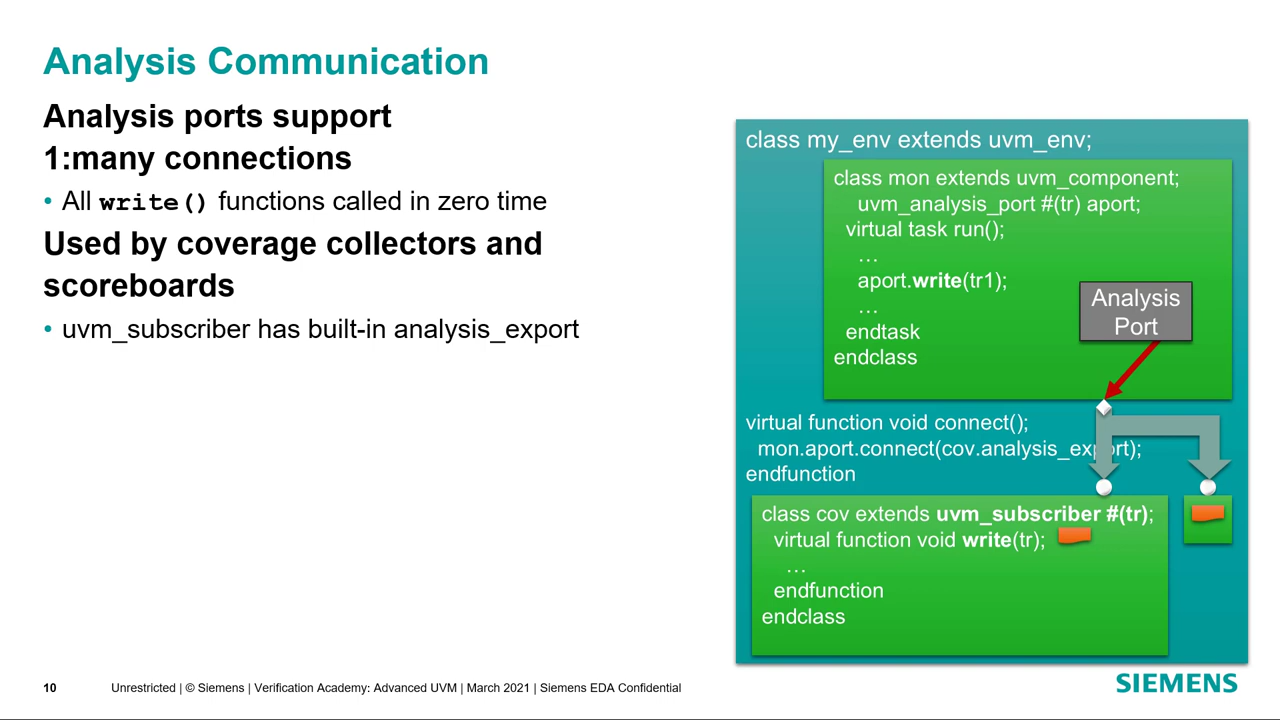 Analysis Communication
Analysis ports support
1:many connections
• All write() functions called in zero time
Used by coverage collectors and
scoreboards
• uvm_subscriber has built-in analysis_export
class my_env extends uvm_env;
class mon extends uvm_component;
uvm_analysis_port #(tr) aport;
virtual task run();
…
aport.write(tr1);
…
endtask
endclass
Analysis
Port
virtual function void connect();
mon.aport.connect(cov.analysis_export);
endfunction
class cov extends uvm_subscriber #(tr);
virtual function void write(tr);
…
endfunction
endclass
10 Unrestricted | © Siemens | Verification Academy: Advanced UVM | March 2021 | Siemens EDA Confidential
SIEMENS